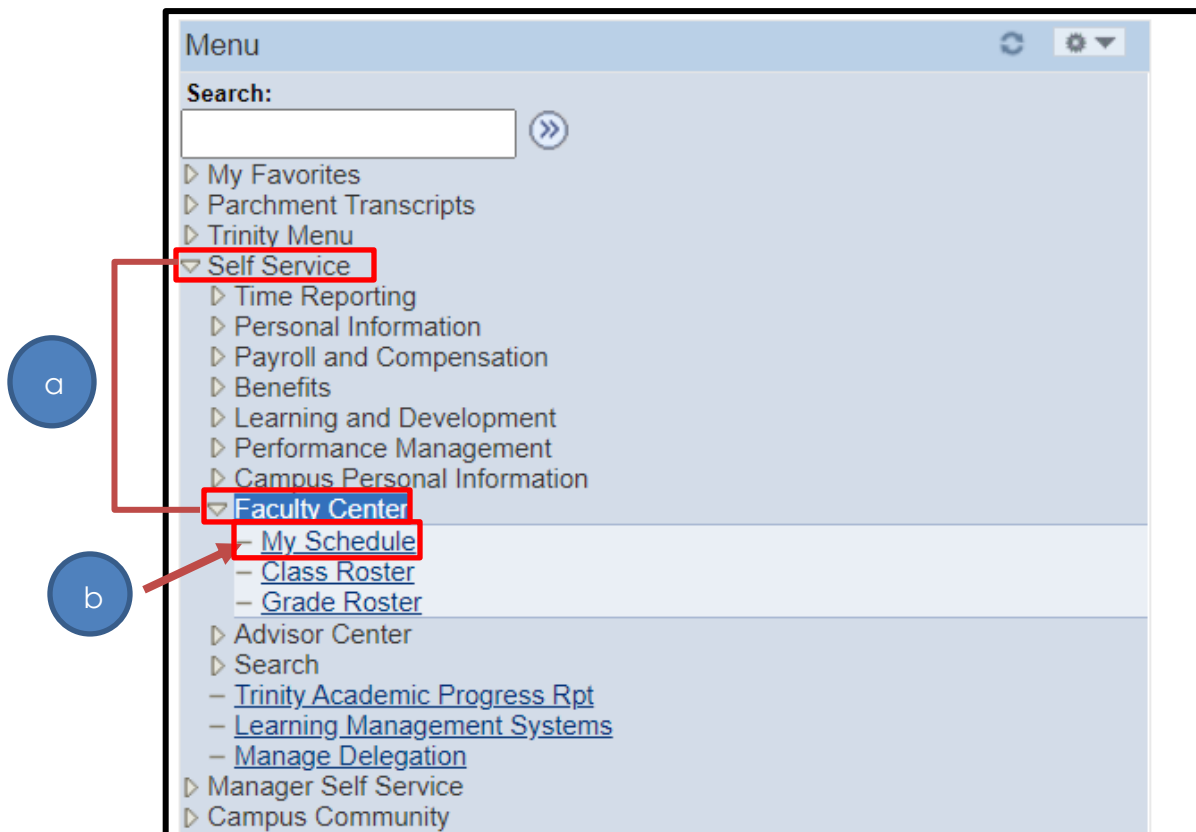 Menu
Search:
My Favorites
Parchment Transcripts
Trinity Menu
Self Service
Time Reporting
Personal Information
Payroll and Compensation
a
Benefits
Learning and Development
Performance Management
Campus Personal Information
Faculty Center
My Schedule
Class Roster
b
Grade Roster
Advisor Center
Search
Trinity Academic Progress Rpt
Learning Management Systems
Manage Delegation
Manager Self Service
Campus Community